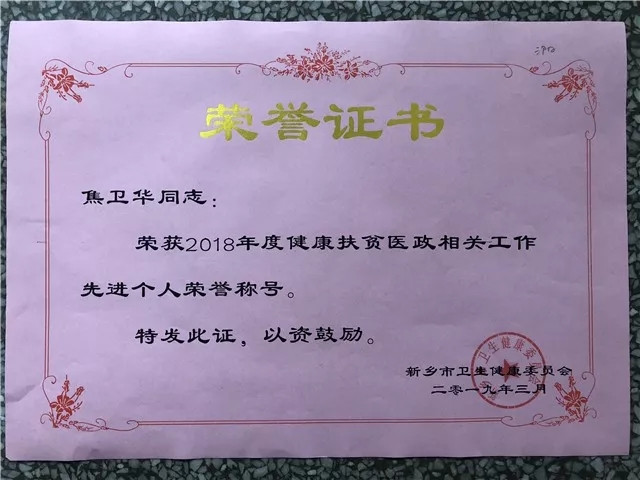 荣誉证书
焦卫华同志：
荣获2018年度健康扶贫医政相关工作
先进个人荣誉称号。
特发此证，以资鼓励。
新乡市卫生健康委员会
二零一九年三月